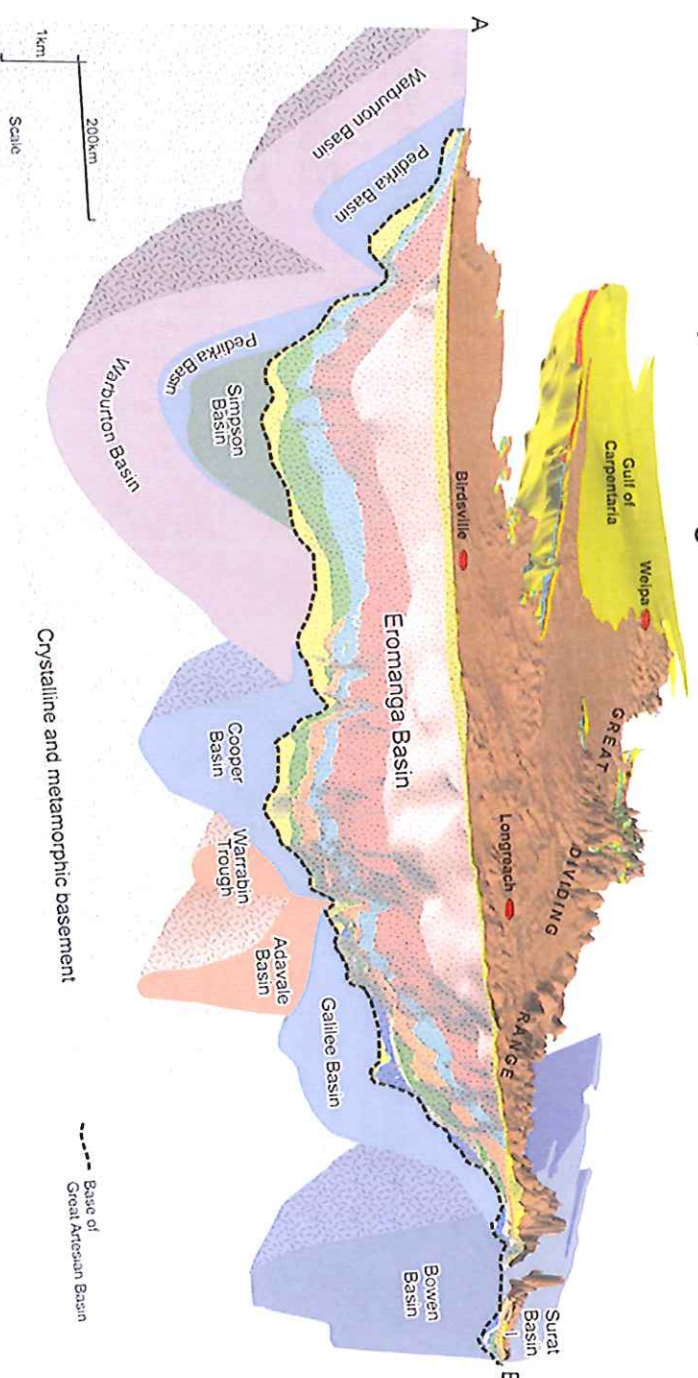 A
Gulf of
Carpentaria
Weipa
GREAT
DIVIDING
RANGE
Birdsville
Longreach
Surat
Basin
Warburton Basin
Pedirka Basin
Pedirka Basin
Simpson
Basin
Warburton Basin
Eromanga Basin
Cooper
Basin
Warrabin
Trough
Adavale
Basin
Galilee Basin
Bowen
Basin
1km
200km
Scale
Crystalline and metamorphic basement
Base of
Great Artesian Basin